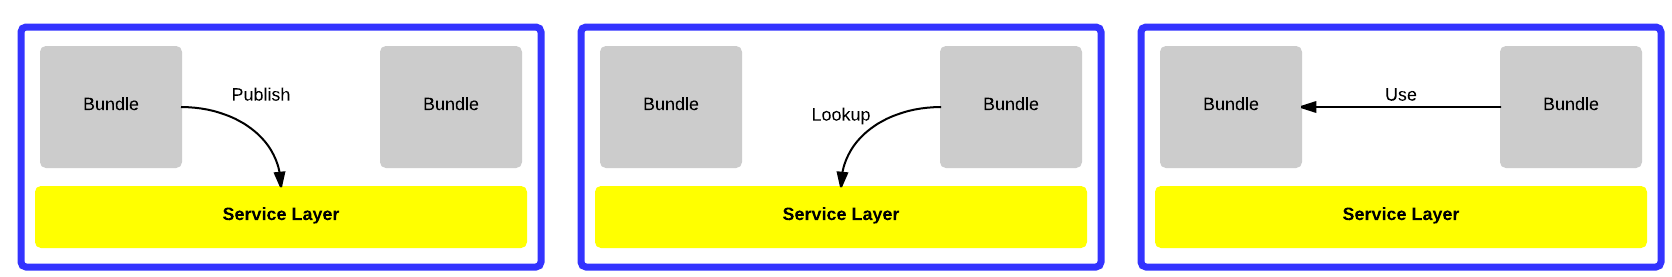 Bundle
Publish
Bundle
Service Layer
Bundle
Lookup
Bundle
Service Layer
Bundle
Use
Bundle
Service Layer